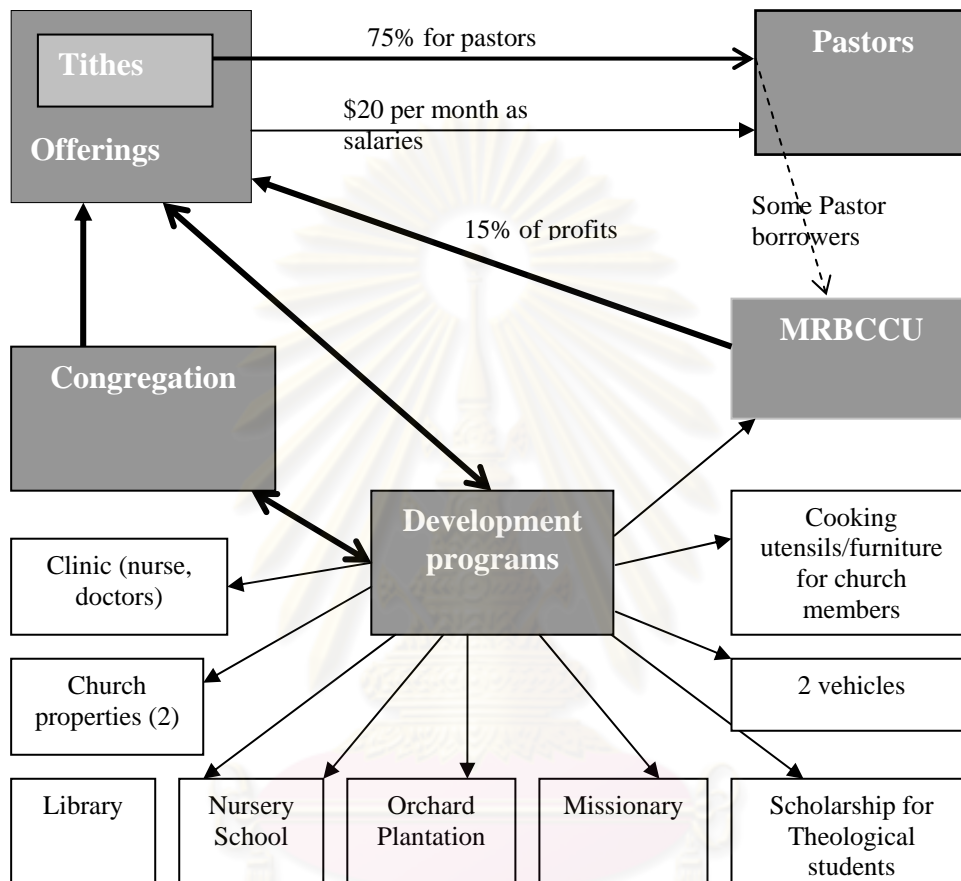 75% for pastors
Pastors
Tithes
$20 per month as
salaries
Offerings
Some Pastor
borrowers
15% of profits
MRBCCU
Congregation
Development
programs
Cooking
utensils/furniture
for church
members
Clinic (nurse,
doctors)
Church
properties (2)
2 vehicles
Library
Nursery
School
Orchard
Plantation
Missionary
Scholarship for
Theological
students